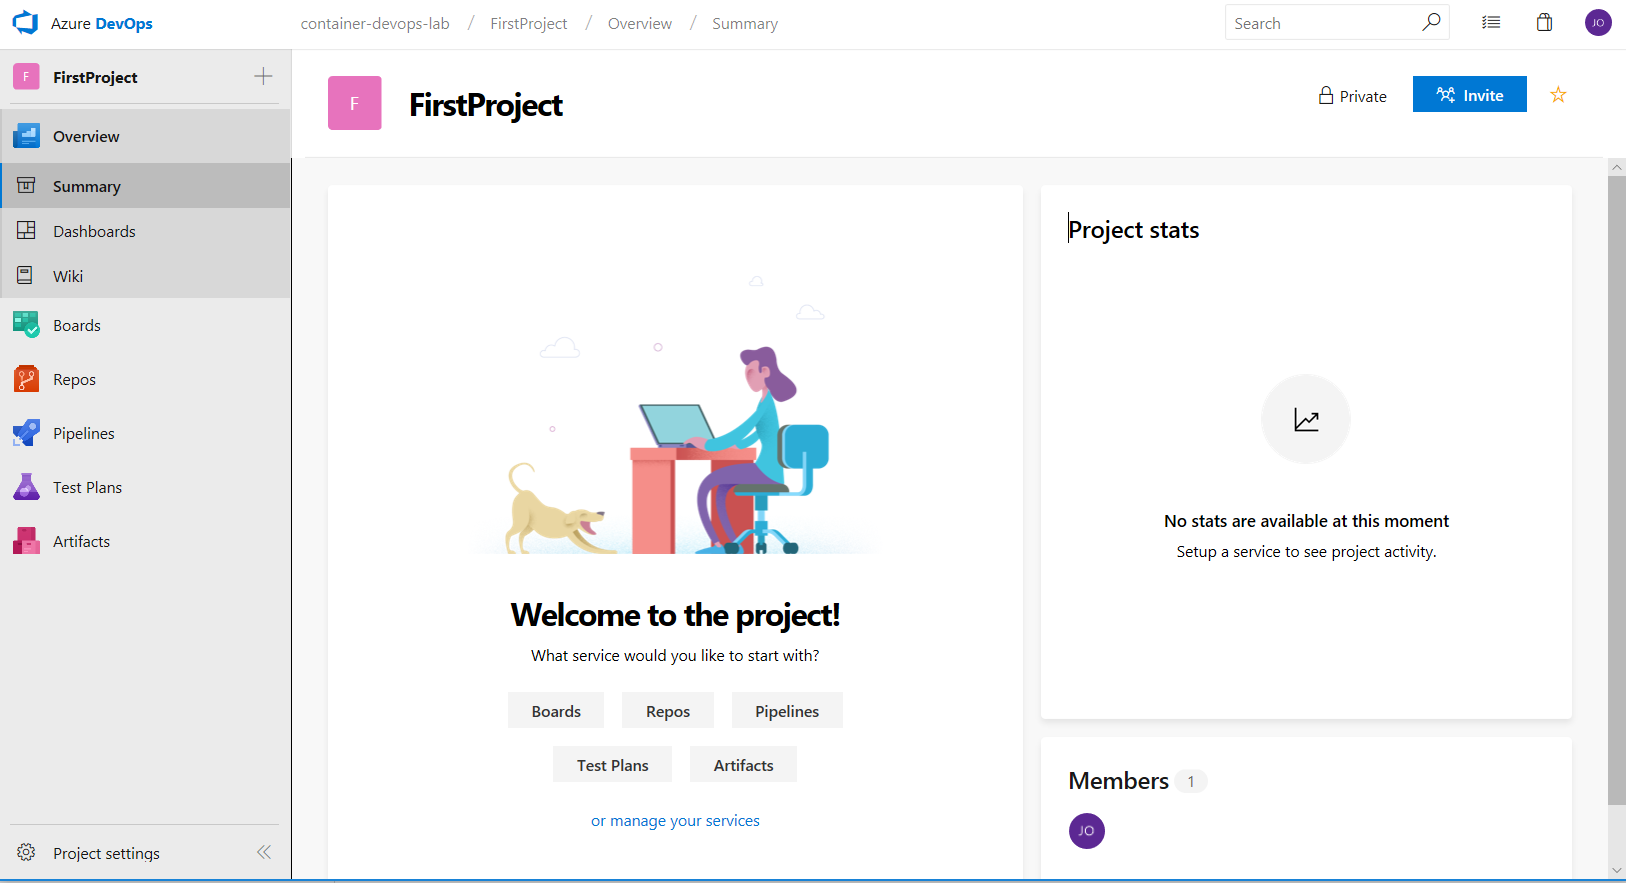 Azure DevOps
container-devops-lab / FirstProject / Overview / Summary
Search
JO
F FirstProject
Overview
Summary
Dashboards
Wiki
Boards
Repos
Pipelines
Test Plans
Artifacts
Project settings
F FirstProject
Private
Invite
Welcome to the project!
What service would you like to start with?
Boards Repos Pipelines
Test Plans Artifacts
or manage your services
Project stats
No stats are available at this moment
Setup a service to see project activity.
Members 1
JO